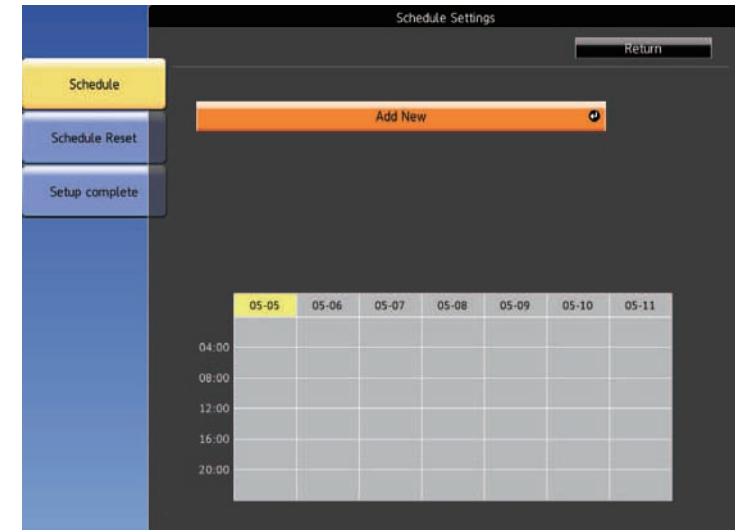 Schedule Settings
Return
Schedule
Schedule Reset
Setup complete
Add New
05-05 05-06 05-07 05-08 05-09 05-10 05-11
04:00
08:00
12:00
16:00
20:00